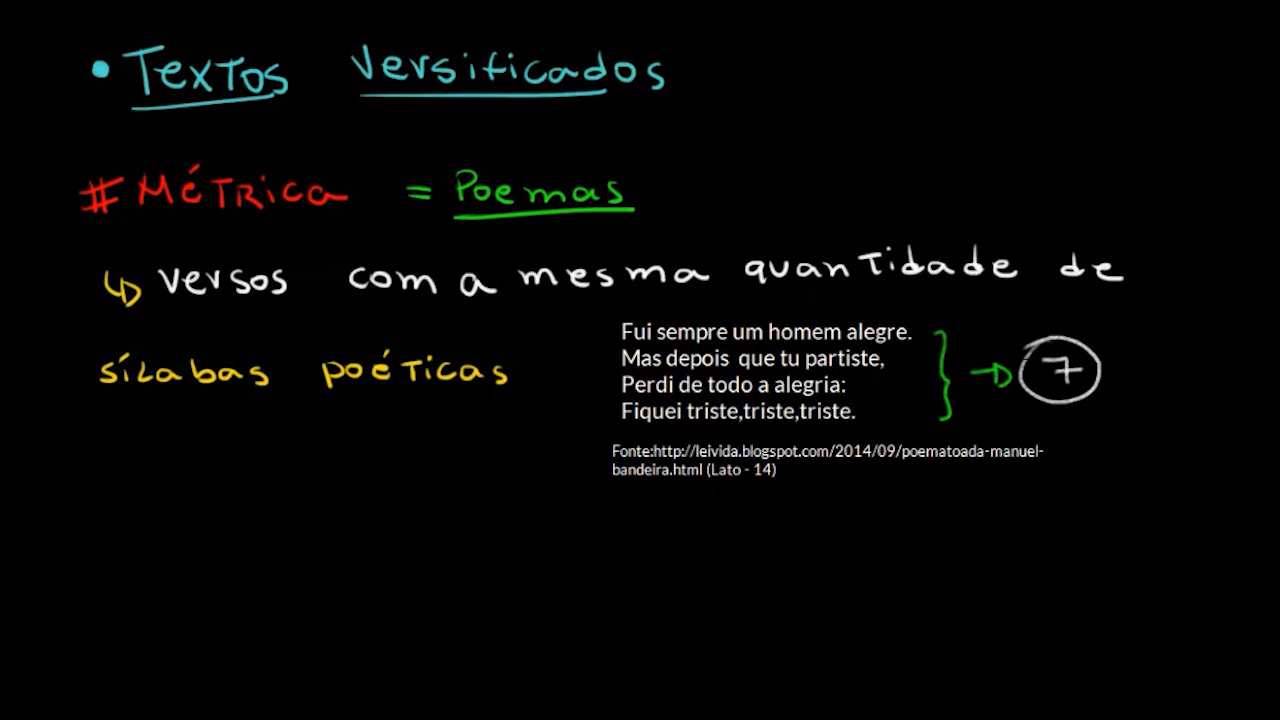 • Textos versificados
# Métrica = Poemas
↳ versos com a mesma quantidade de
sílabas poéticas
Fui sempre um homem alegre.
Mas depois que tu partiste,
Perdi de todo a alegria:
Fiquei triste,triste,triste.
→ 7
Fonte:http://leivida.blogspot.com/2014/09/poematoada-manuel-
bandeira.html (Lato - 14)